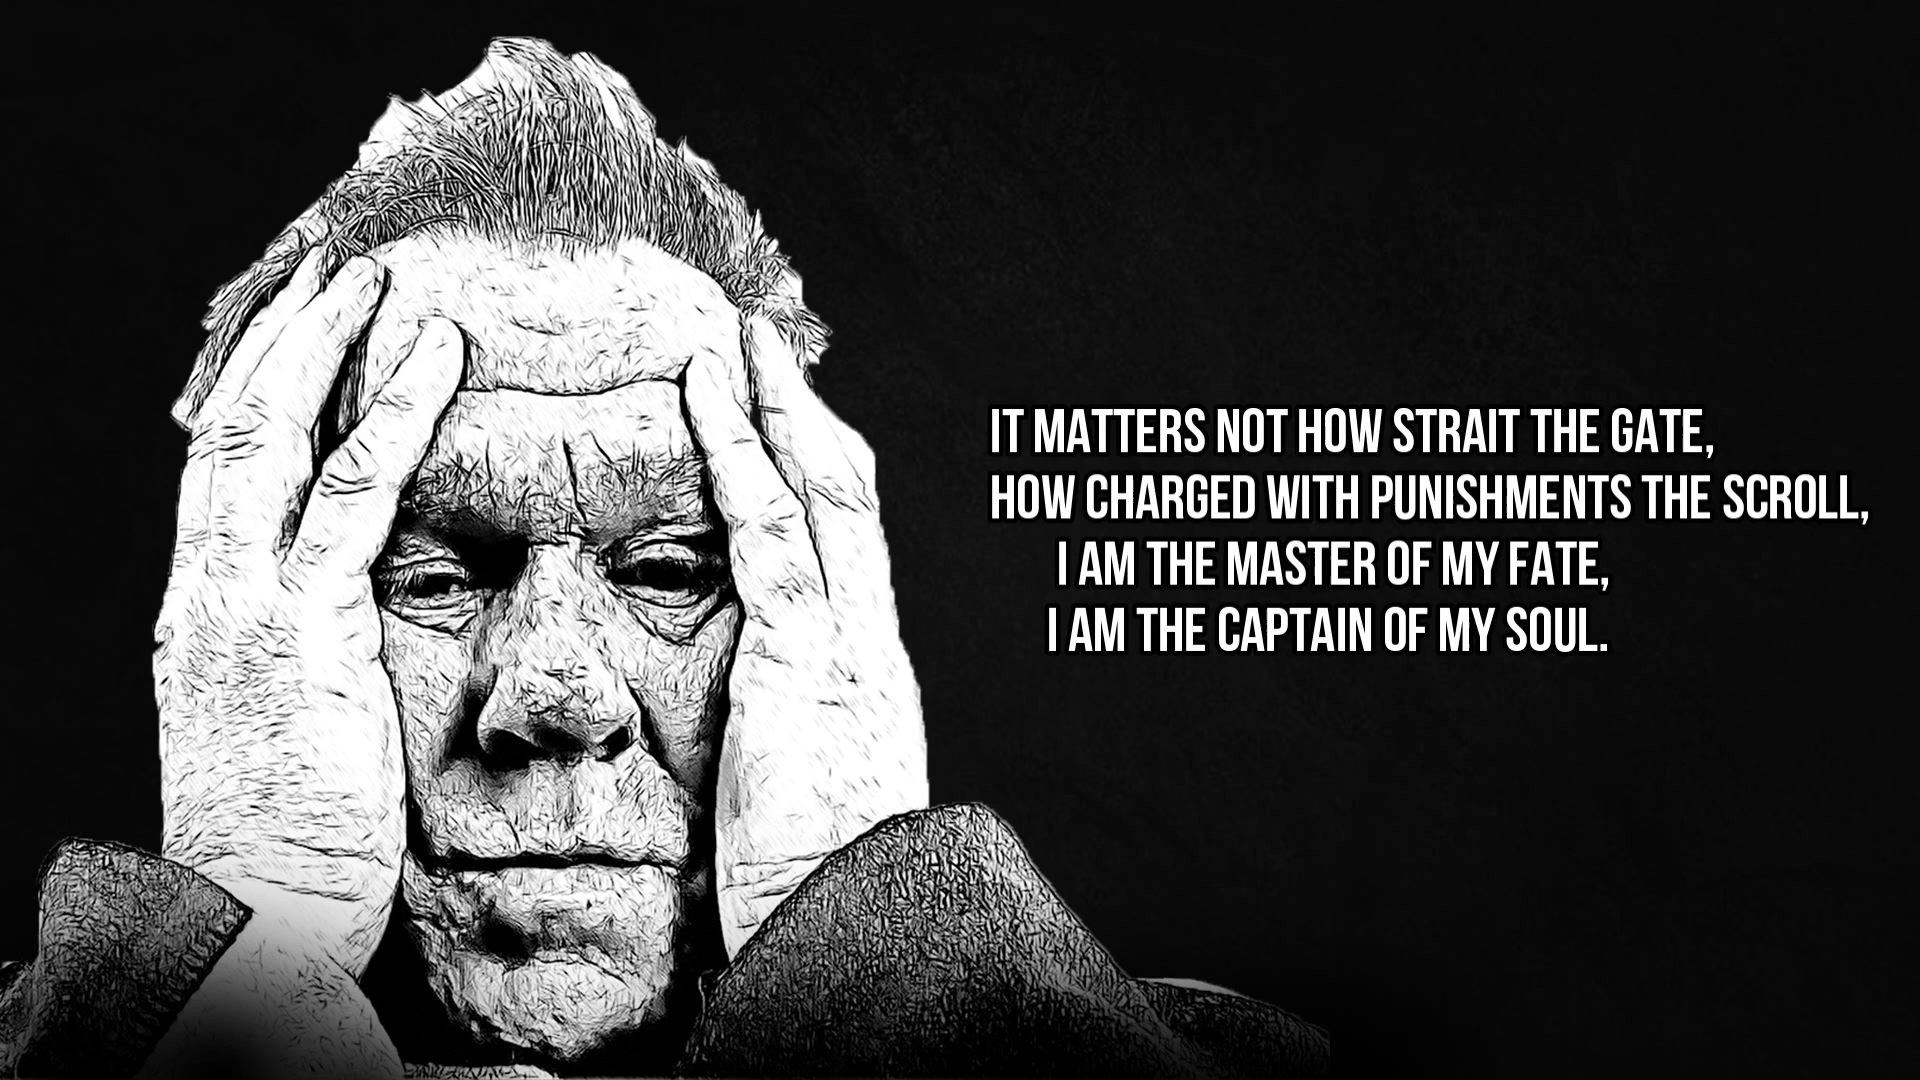 IT MATTERS NOT HOW STRAIT THE GATE,
HOW CHARGED WITH PUNISHMENTS THE SCROLL,
I AM THE MASTER OF MY FATE,
I AM THE CAPTAIN OF MY SOUL.